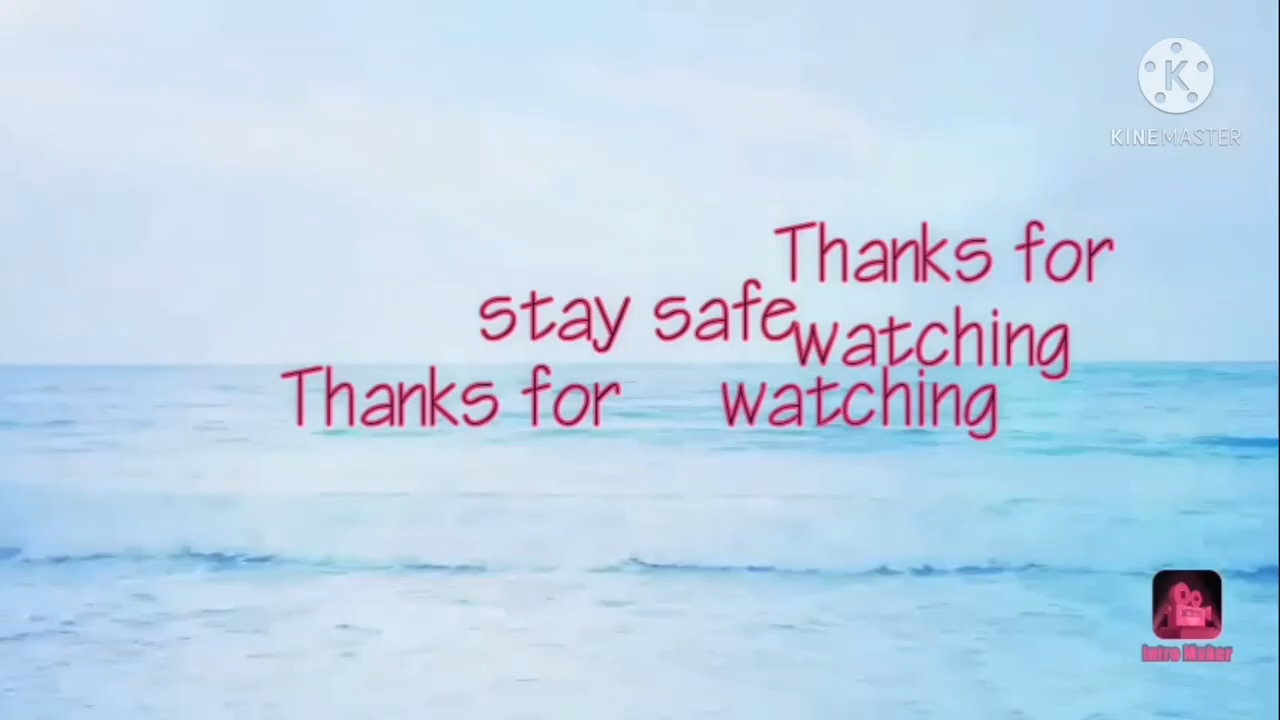 KINEMASTER
Thanks for
stay safe
watching
Thanks for watching
Intro Maker